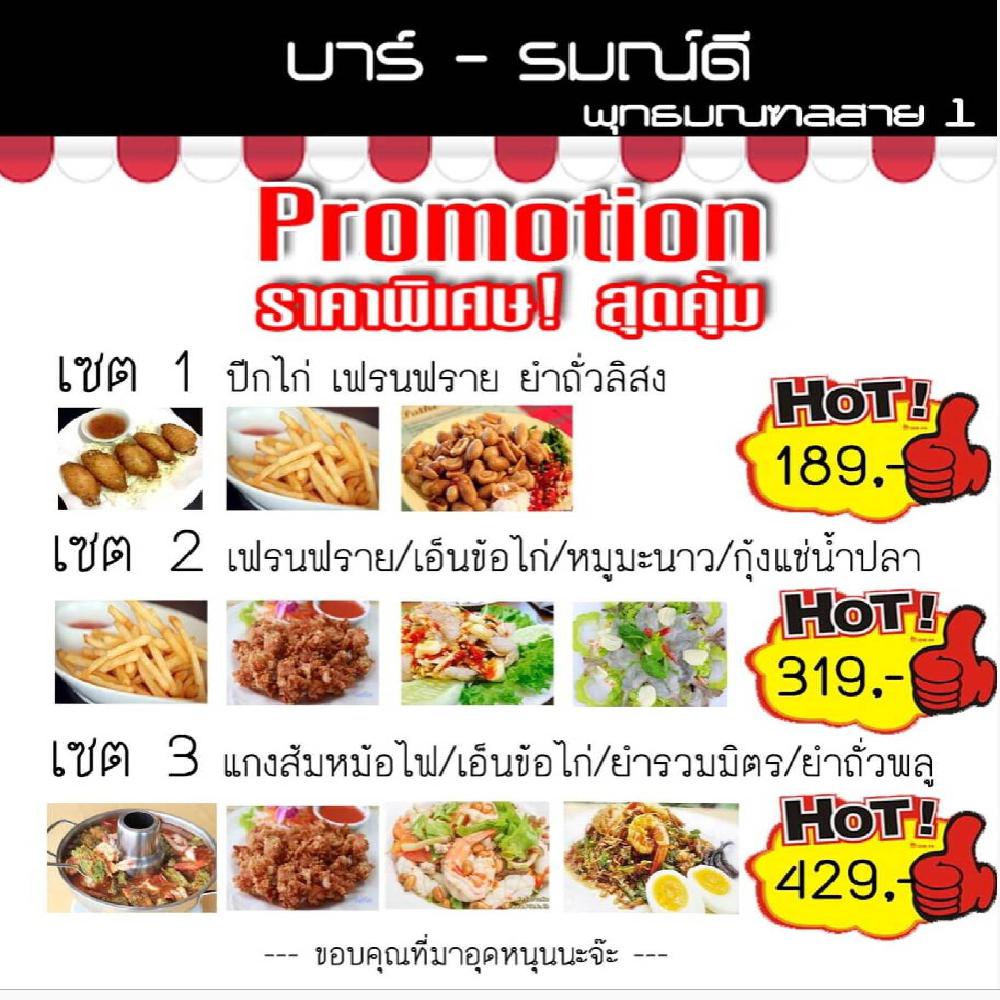 บาร์ - รมณ์ดี
พุทธมณฑลสาย 1
Promotion
ราคาพิเศษ! สุดคุ้ม
เซต 1 ปีกไก่ เฟรนฟราย ยำถั่วลิสง
HOT!
189,-
เซต 2 เฟรนฟราย/เอ็นข้อไก่/หมูมะนาว/กุ้งแช่น้ำปลา
HOT!
319,-
เซต 3 แกงส้มหม้อไฟ/เอ็นข้อไก่/ยำรวมมิตร/ยำถั่วพลู
HOT!
429,-
--- ขอบคุณที่มาอุดหนุนนะจ๊ะ ---